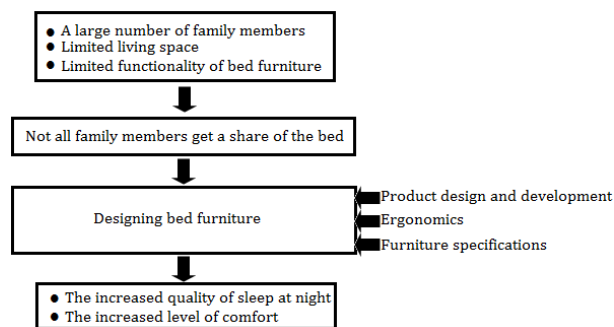 ● A large number of family members
● Limited living space
● Limited functionality of bed furniture
Not all family members get a share of the bed
Designing bed furniture
Product design and development
Ergonomics
Furniture specifications
● The increased quality of sleep at night
● The increased level of comfort